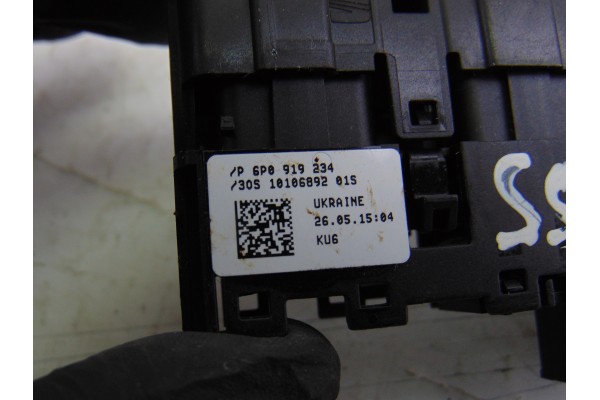 /P 6P0 919 234
/30S 10106892 01S
UKRAINE
26.05.15:04
KU6